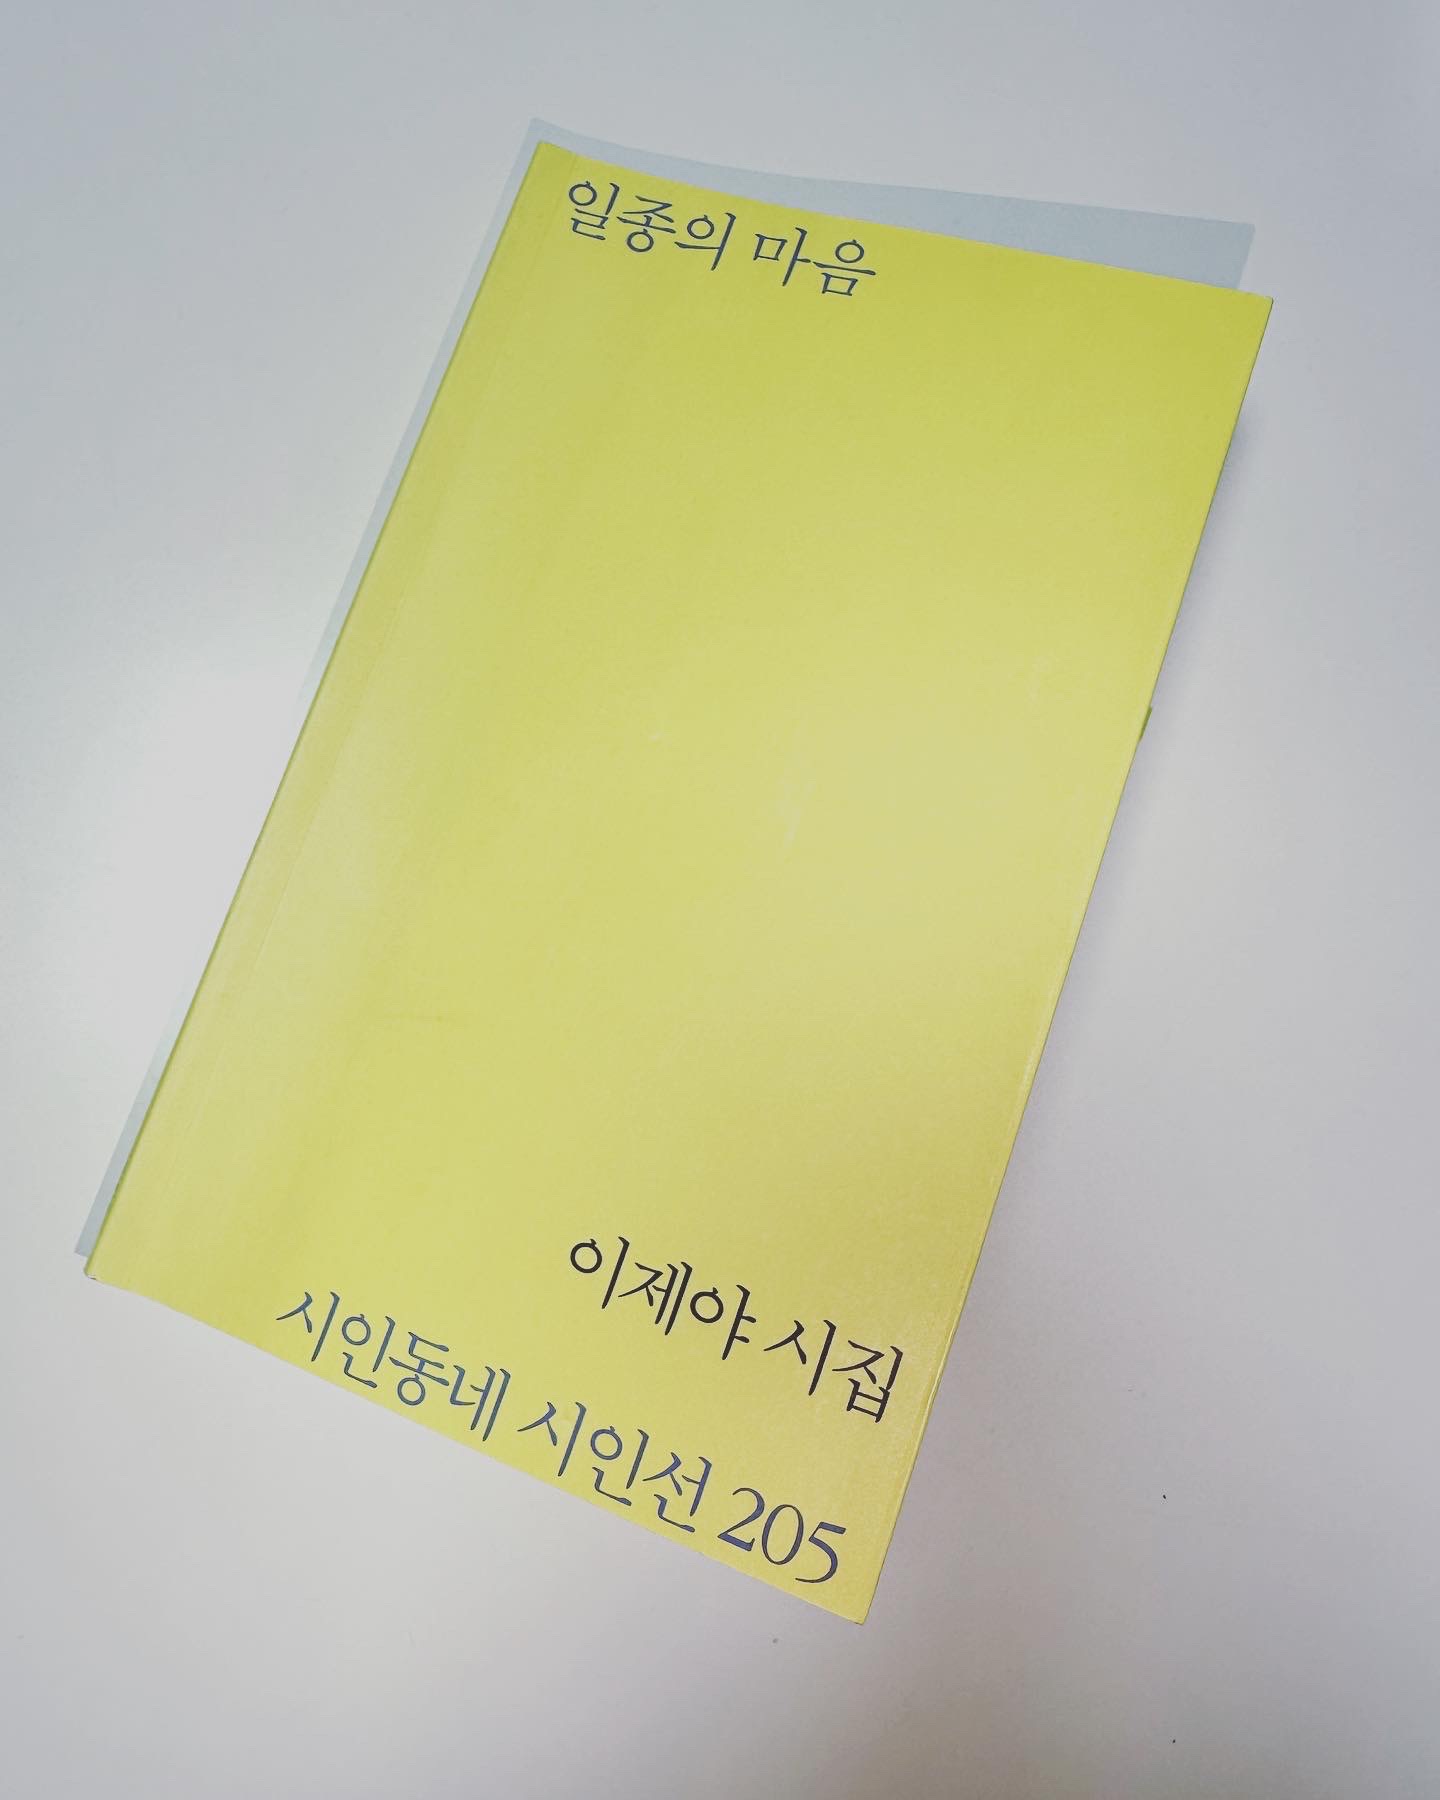 일종의 마음
이제야 시집
시인동네 시인선 205